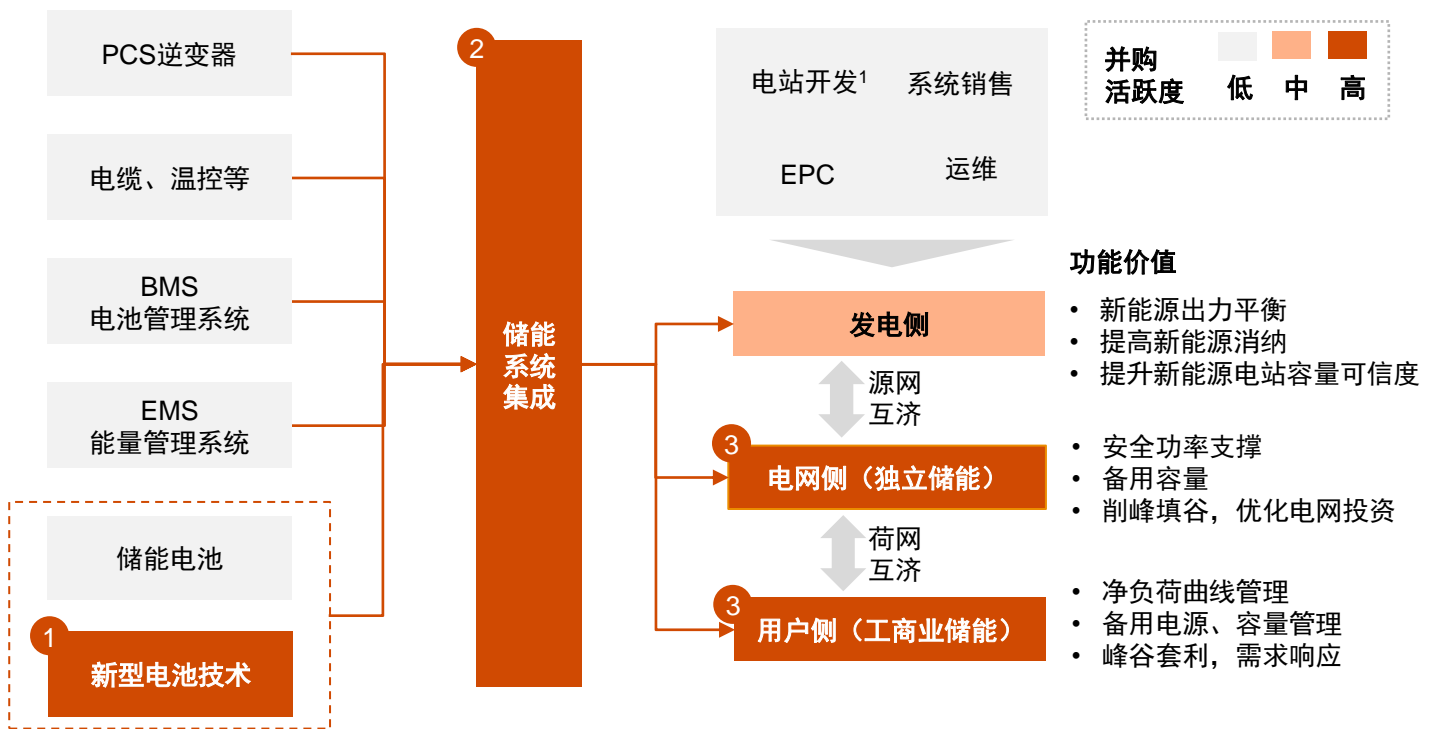 PCS逆变器
电缆、温控等
BMS
电池管理系统
EMS
能量管理系统
储能电池
1
新型电池技术
2
储能
系统
集成
电站开发1 系统销售
EPC 运维
并购
活跃度
低 中 高
发电侧
源网
互济
3
电网侧（独立储能）
荷网
互济
3
用户侧（工商业储能）
功能价值
• 新能源出力平衡
• 提高新能源消纳
• 提升新能源电站容量可信度
• 安全功率支撑
• 备用容量
• 削峰填谷，优化电网投资
• 净负荷曲线管理
• 备用电源、容量管理
• 峰谷套利，需求响应